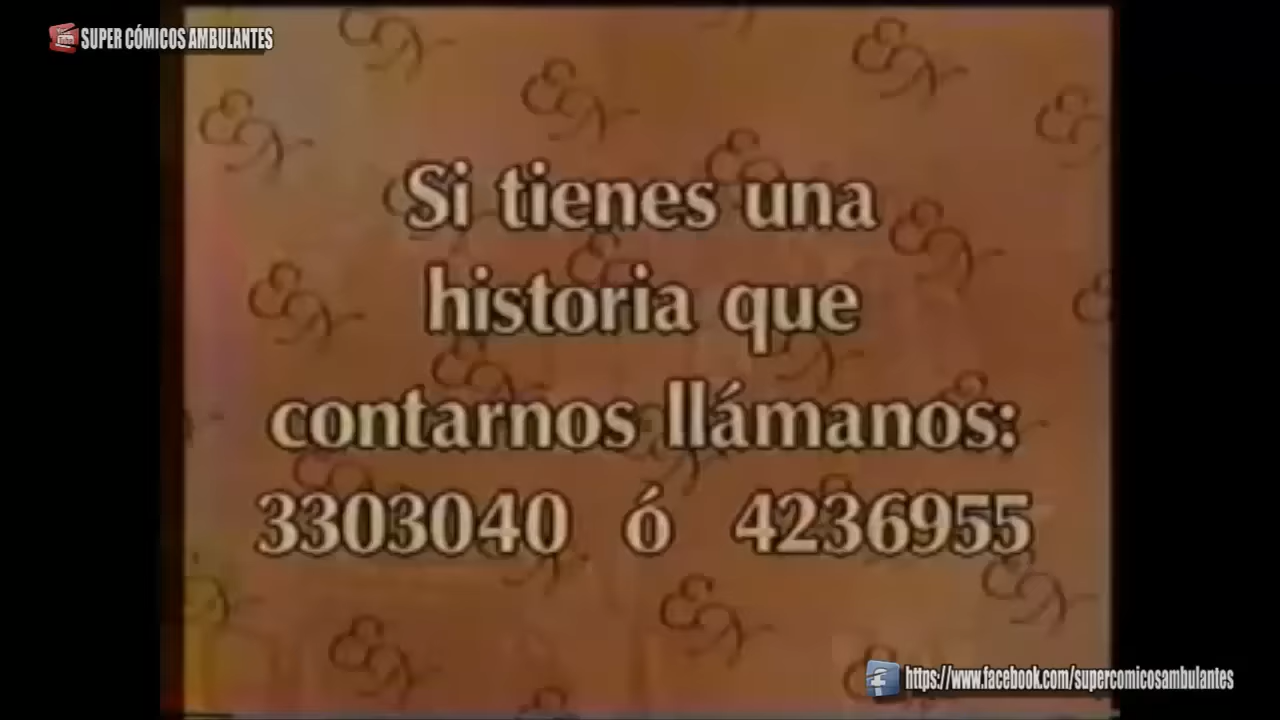 SUPER CÓMICOS AMBULANTES
Si tienes una
historia que
contarnos llámanos:
3303040 ó 4236955
https://www.facebook.com/supercomicosambulantes